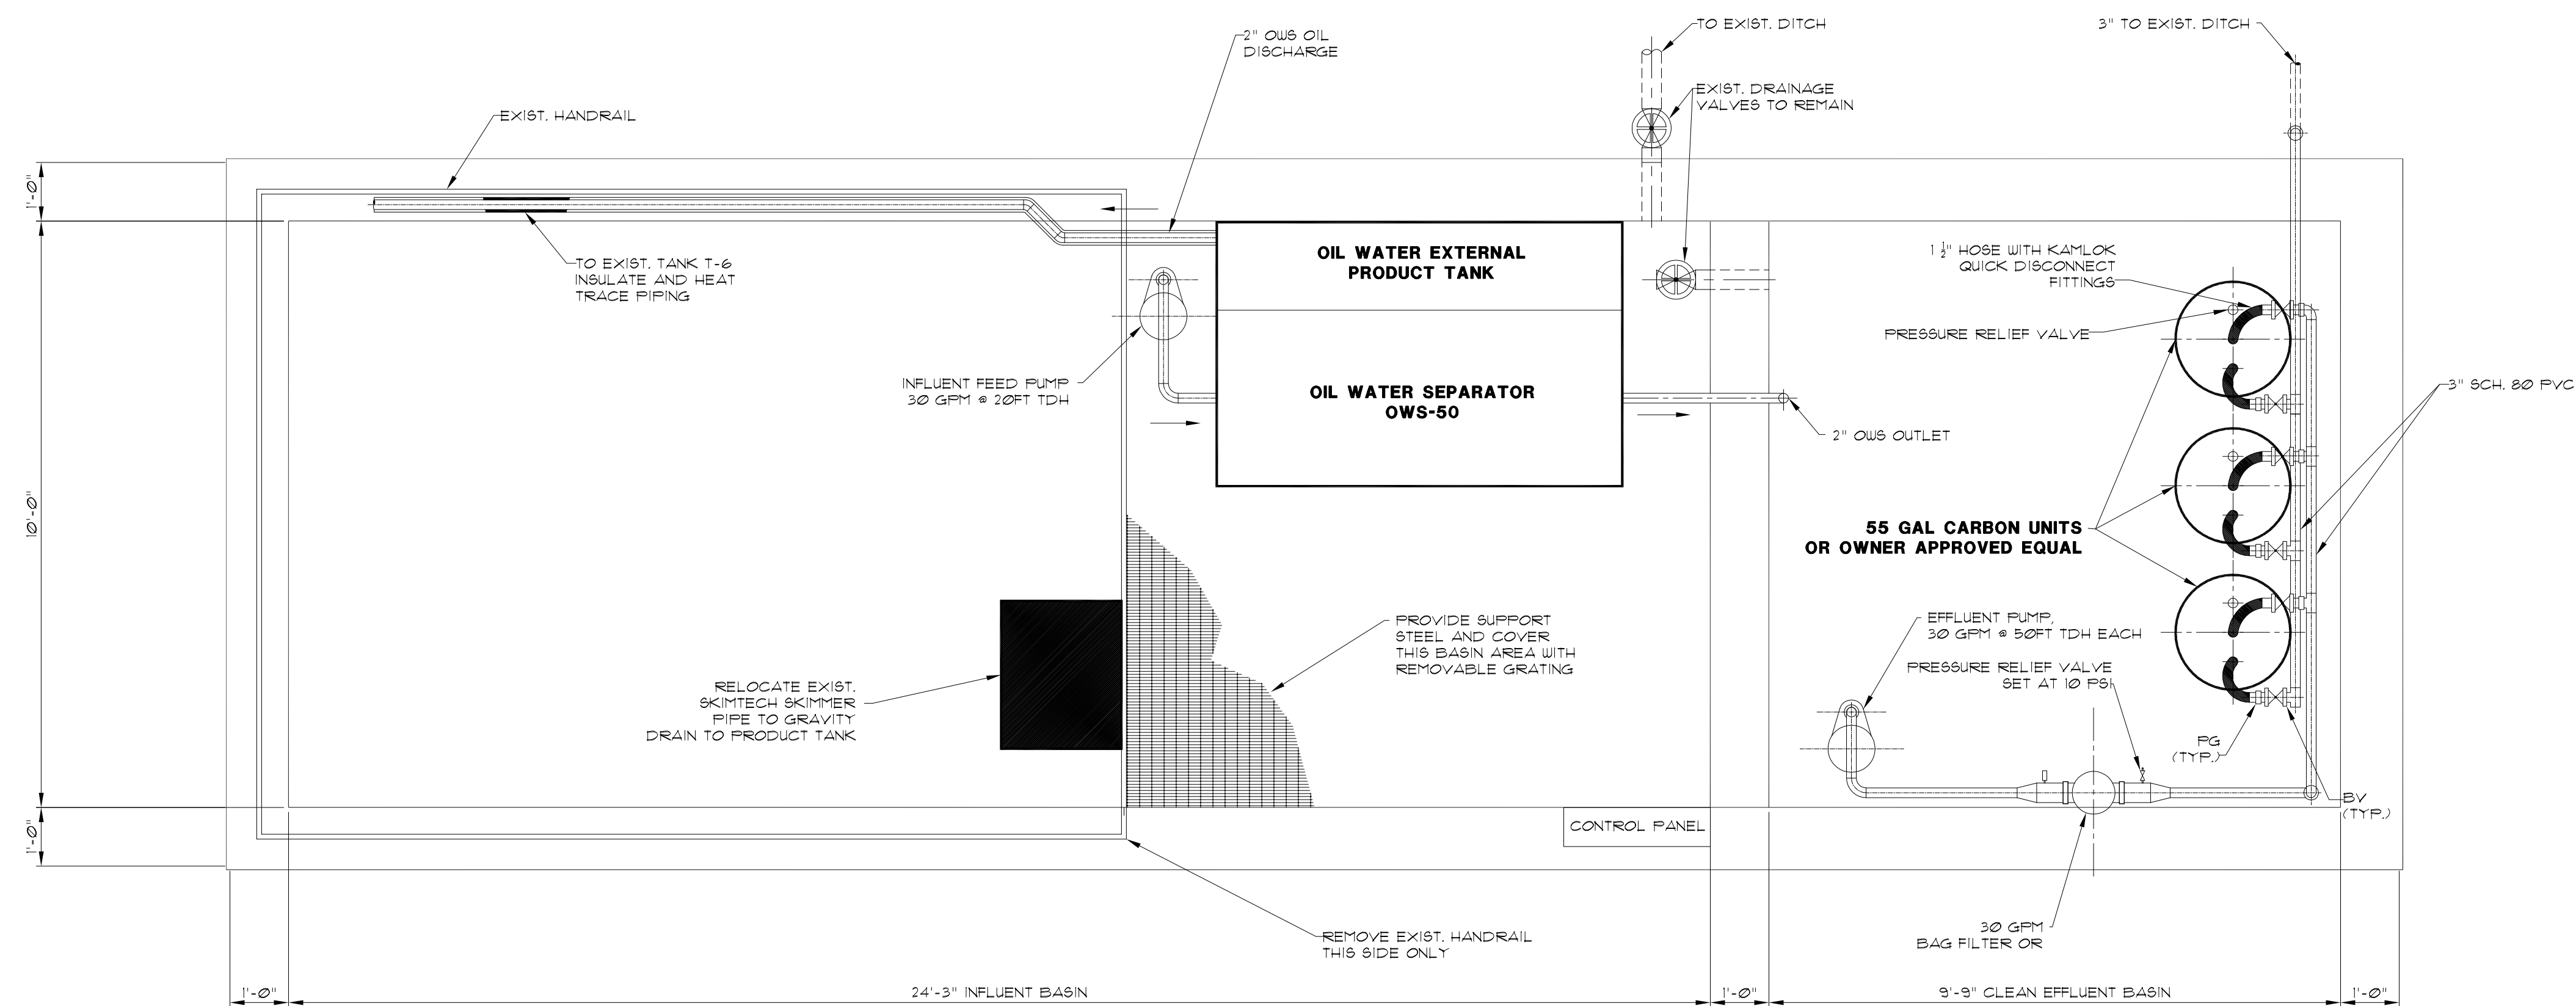 TO EXIST. DITCH
3" TO EXIST. DITCH
2" OWS OIL
DISCHARGE
EXIST. DRAINAGE
VALVES TO REMAIN
EXIST. HANDRAIL
1'-0"
TO EXIST. TANK T-6
INSULATE AND HEAT
TRACE PIPING
OIL WATER EXTERNAL
PRODUCT TANK
1 1/2" HOSE WITH KAMLOK
QUICK DISCONNECT
FITTINGS
PRESSURE RELIEF VALVE
INFLUENT FEED PUMP
30 GPM @ 20FT TDH
OIL WATER SEPARATOR
OWS-50
3" SCH. 80 PVC
2" OWS OUTLET
10'-0"
55 GAL CARBON UNITS
OR OWNER APPROVED EQUAL
PROVIDE SUPPORT
STEEL AND COVER
THIS BASIN AREA WITH
REMOVABLE GRATING
EFFLUENT PUMP,
30 GPM @ 50FT TDH EACH
PRESSURE RELIEF VALVE
SET AT 10 PSI
RELOCATE EXIST.
SKIMTECH SKIMMER
PIPE TO GRAVITY
DRAIN TO PRODUCT TANK
PG
(TYP.)
BV
(TYP.)
1'-0"
CONTROL PANEL
REMOVE EXIST. HANDRAIL
THIS SIDE ONLY
30 GPM
BAG FILTER OR
1'-0"
24'-3" INFLUENT BASIN
1'-0"
9'-9" CLEAN EFFLUENT BASIN
1'-0"